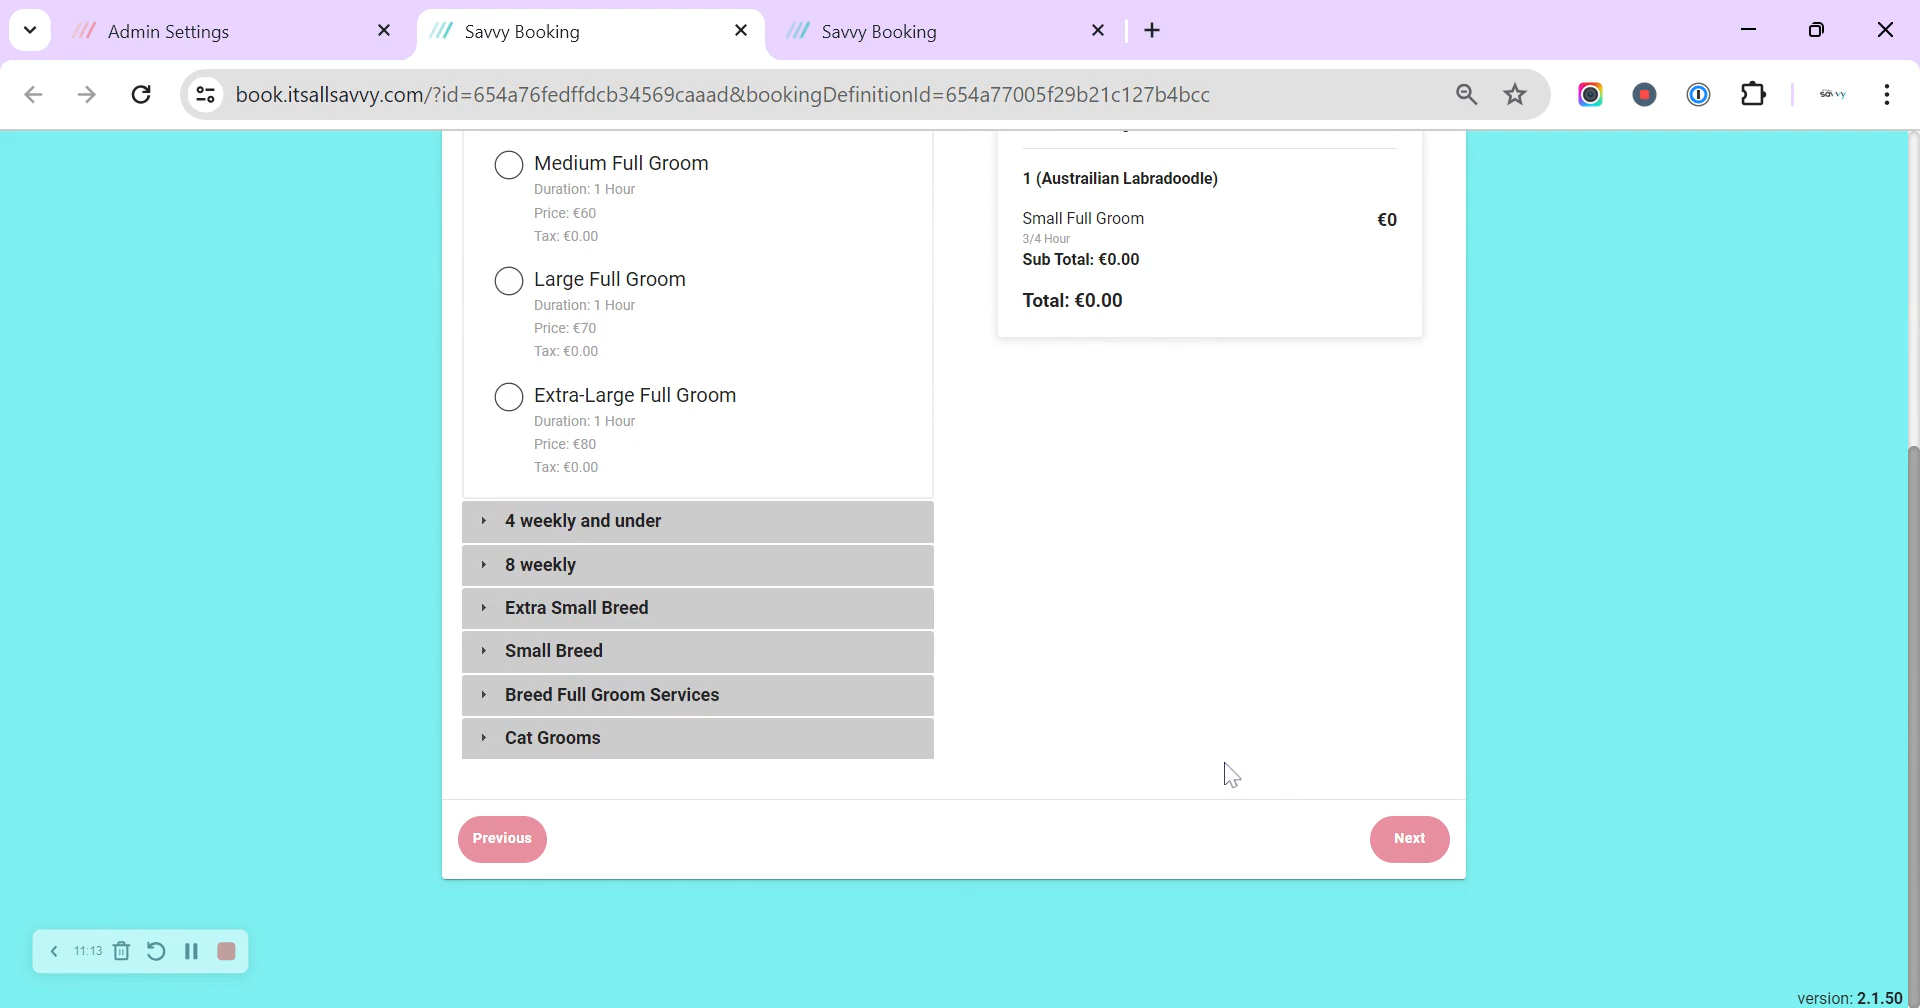 Admin Settings
Savvy Booking
Savvy Booking
book.itsallsavvy.com/?id=654a76fedffdcb34569caaad&bookingDefinitionId=654a77005f29b21c127b4bcc
savvy
Medium Full Groom
Duration: 1 Hour
Price: €60
Tax: €0.00
Large Full Groom
Duration: 1 Hour
Price: €70
Tax: €0.00
Extra-Large Full Groom
Duration: 1 Hour
Price: €80
Tax: €0.00
4 weekly and under
8 weekly
Extra Small Breed
Small Breed
Breed Full Groom Services
Cat Grooms
1 (Austrailian Labradoodle)
Small Full Groom €0
3/4 Hour
Sub Total: €0.00
Total: €0.00
Previous
Next
11:13
version: 2.1.50